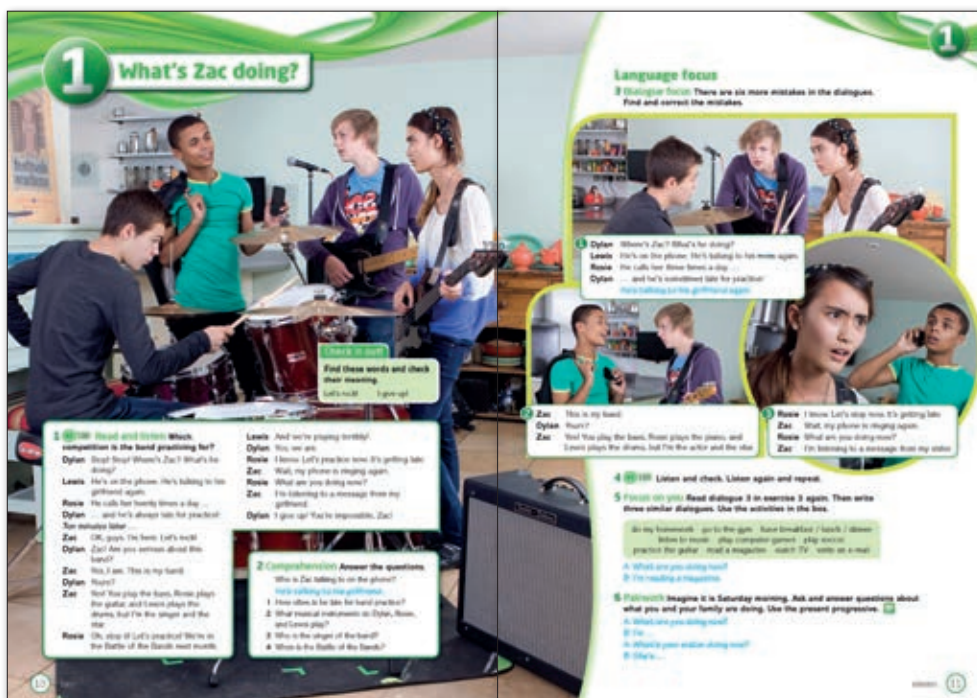 1
What's Zac doing?
Check it out!
Find these words and check
their meaning.
Let's rock! I give up!
1 Read and listen Which
competition is the band practicing for?
Dylan Stop! Stop! Where's Zac? What's he
doing?
Lewis He's on the phone. He's talking to his
girlfriend again.
Rosie He calls her twenty times a day …
Dylan … and he's always late for practice!
Ten minutes later …
Zac OK, guys, I'm here. Let's rock!
Dylan Zac! Are you serious about this
band?
Zac Yes, I am. This is my band.
Dylan Yours?
Zac Yes! You play the bass, Rosie plays
the guitar, and Lewis plays the
drums, but I'm the singer and the
star.
Rosie Oh, stop it! Let's practice! We're in
the Battle of the Bands next month.
Lewis And we're playing terribly!
Dylan Yes, we are.
Rosie I know. Let's practice now. It's getting late.
Zac Wait, my phone is ringing again.
Rosie What are you doing now?
Zac I'm listening to a message from my
girlfriend.
Dylan I give up! You're impossible, Zac!
2 Comprehension Answer the questions.
Who is Zac talking to on the phone?
He's talking to his girlfriend.
1 How often is he late for band practice?
2 What musical instruments do Dylan, Rosie,
and Lewis play?
3 Who is the singer of the band?
4 When is the Battle of the Bands?
10
1
Language focus
3 Dialogue focus There are six more mistakes in the dialogues.
Find and correct the mistakes.
1 Dylan Where's Zac? What's he doing?
Lewis He's on the phone. He's talking to his mom again.
Rosie He calls her three times a day …
Dylan … and he's sometimes late for practice!
He's talking to his girlfriend again.
2 Zac This is my band.
Dylan Yours?
Zac Yes! You play the bass, Rosie plays the piano, and
Lewis plays the drums, but I'm the actor and the star.
3 Rosie I know. Let's stop now. It's getting late.
Zac Wait, my phone is ringing again.
Rosie What are you doing now?
Zac I'm listening to a message from my sister.
4 Listen and check. Listen again and repeat.
5 Focus on you Read dialogue 3 in exercise 3 again. Then write
three similar dialogues. Use the activities in the box.
do my homework go to the gym have breakfast / lunch / dinner
listen to music play computer games play soccer
practice the guitar read a magazine watch TV write an e-mail
A: What are you doing now?
B: I'm reading a magazine.
6 Pairwork Imagine it is Saturday morning. Ask and answer questions about
what you and your family are doing. Use the present progressive.
A: What are you doing now?
B: I'm …
A: What's your sister doing now?
B: She's …
11